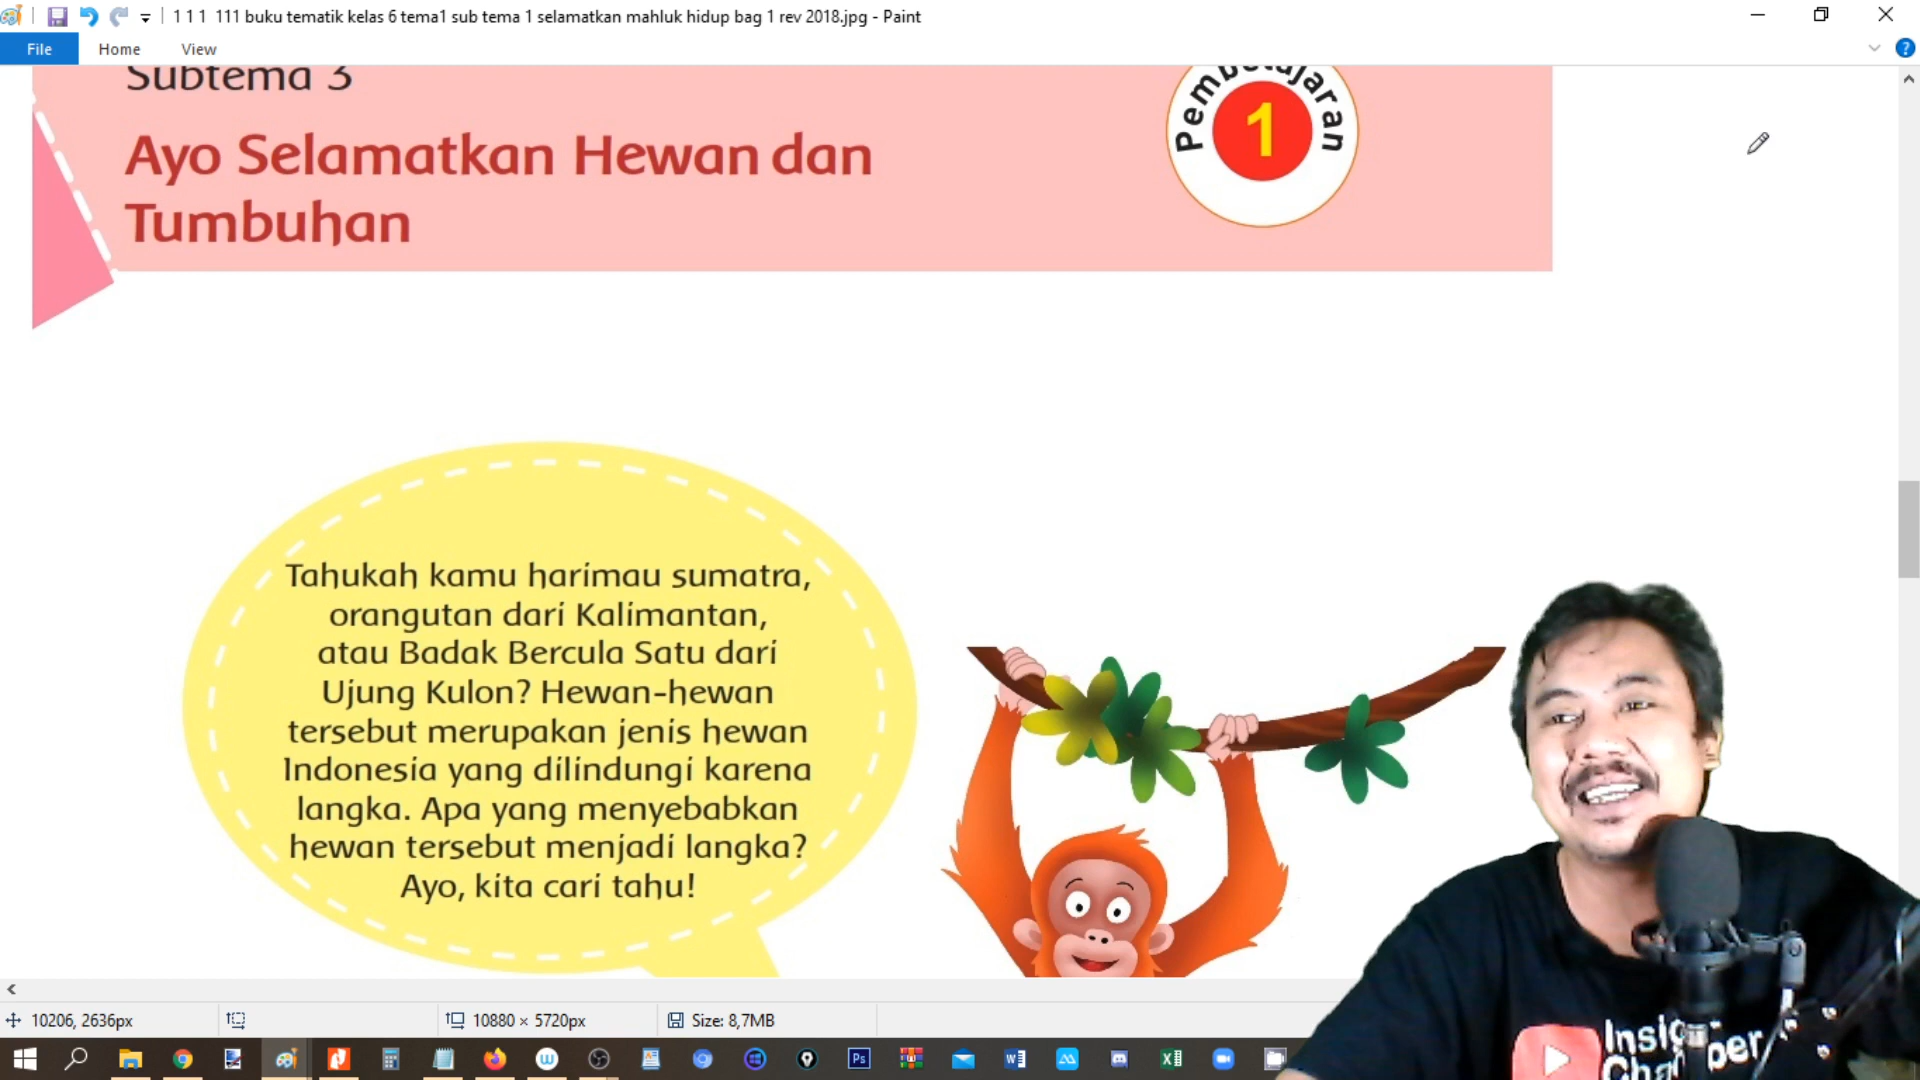 1 1 1  111 buku tematik kelas 6 tema1 sub tema 1 selamatkan mahluk hidup bag 1 rev 2018.jpg - Paint
File Home View
Subtema 3
Ayo Selamatkan Hewan dan
Tumbuhan
Pembelajaran
1
Tahukah kamu harimau sumatra,
orangutan dari Kalimantan,
atau Badak Bercula Satu dari
Ujung Kulon? Hewan-hewan
tersebut merupakan jenis hewan
Indonesia yang dilindungi karena
langka. Apa yang menyebabkan
hewan tersebut menjadi langka?
Ayo, kita cari tahu!
10206, 2636px 10880 × 5720px Size: 8,7MB
Ps